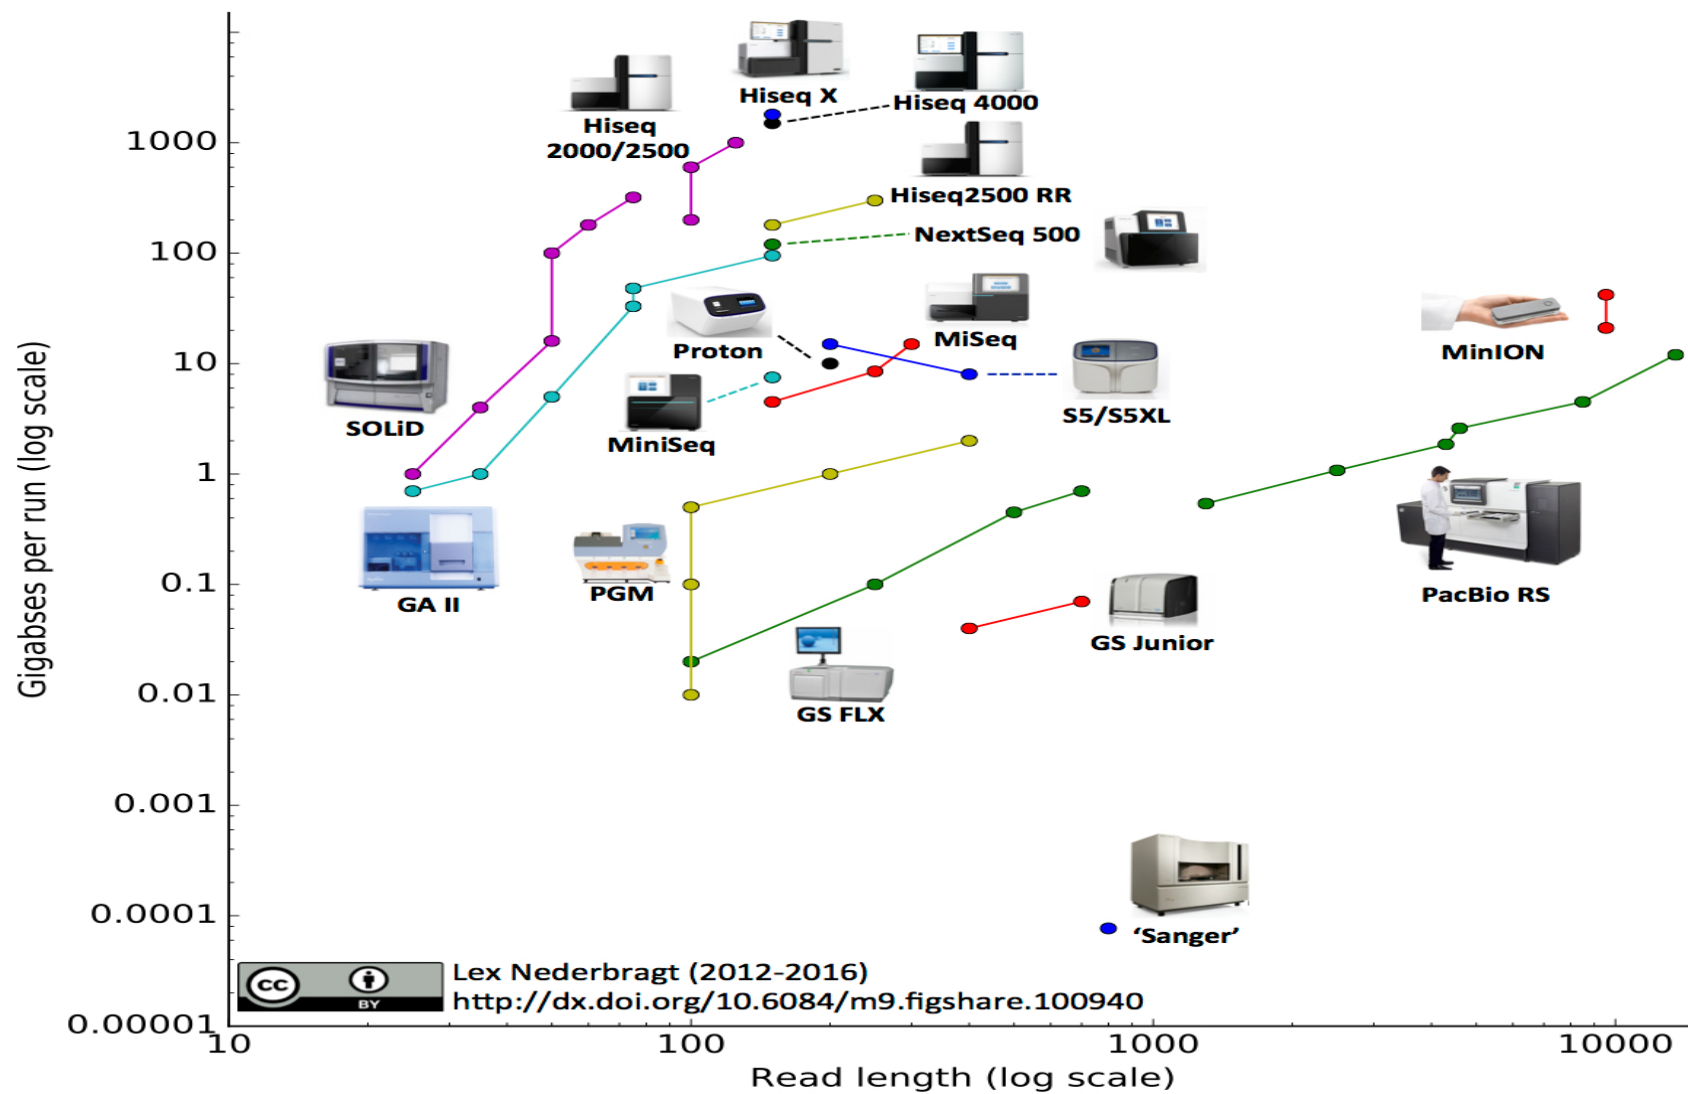 Hiseq X
Hiseq 4000
Hiseq
2000/2500
Hiseq2500 RR
NextSeq 500
Proton
MiSeq
MinION
SOLiD
MiniSeq
S5/S5XL
GA II
PGM
PacBio RS
GS Junior
GS FLX
'Sanger'
Gigabses per run (log scale)
1000
100
10
1
0.1
0.01
0.001
0.0001
0.00001
cc
BY
Lex Nederbragt (2012-2016)
http://dx.doi.org/10.6084/m9.figshare.100940
10
100
1000
10000
Read length (log scale)